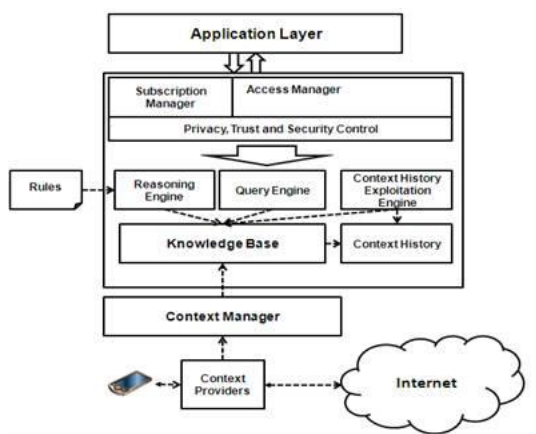 Application Layer
Subscription
Manager
Access Manager
Privacy, Trust and Security Control
Rules
Reasoning
Engine
Query Engine
Context History
Exploitation
Engine
Knowledge Base
Context History
Context Manager
Context
Providers
Internet